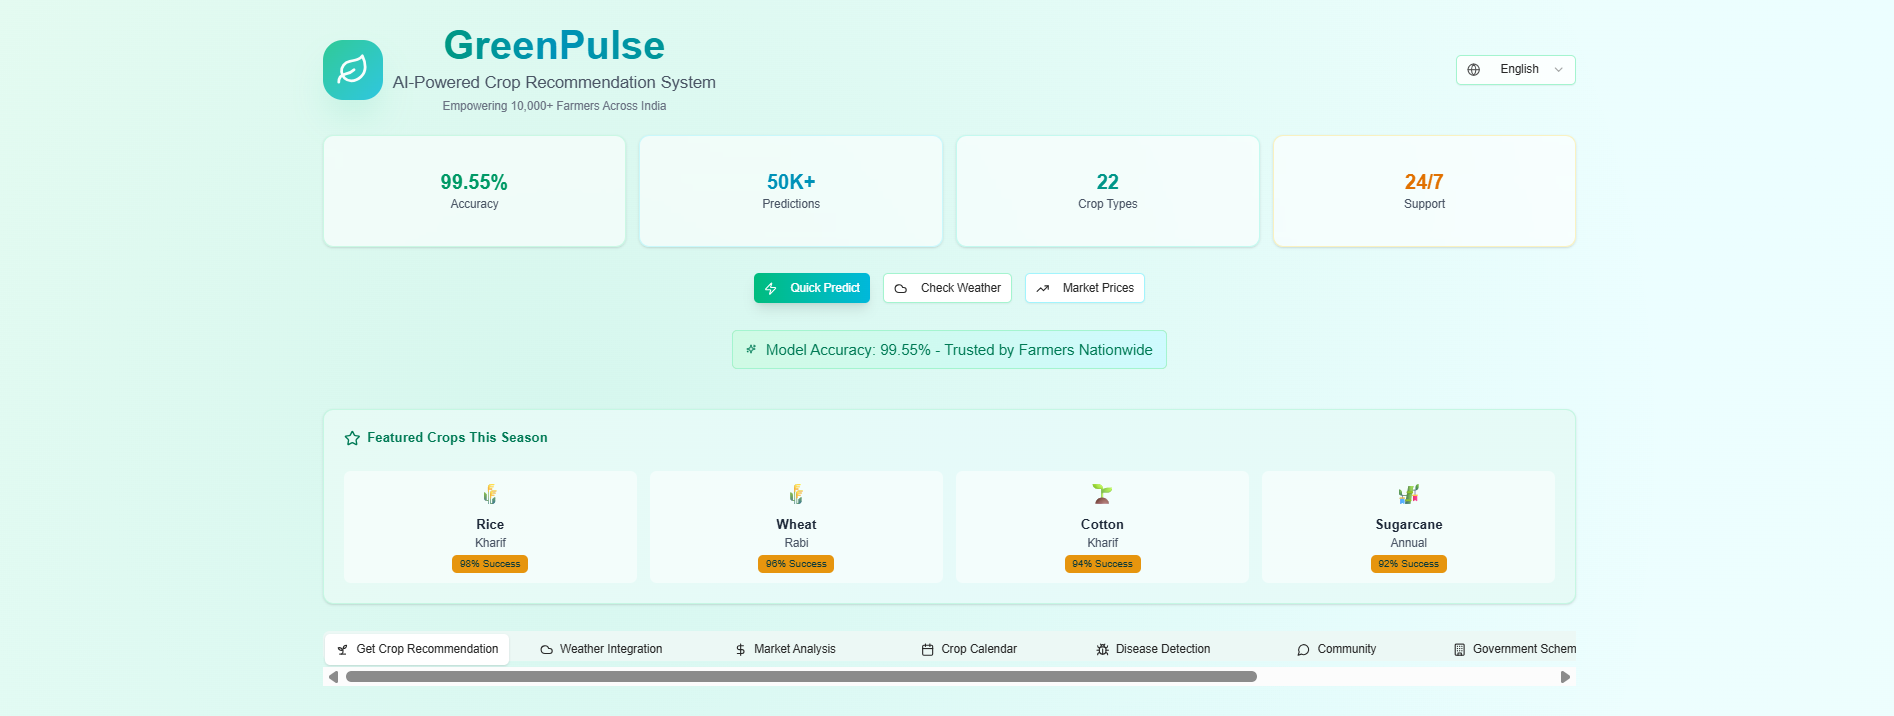 GreenPulse
AI-Powered Crop Recommendation System
Empowering 10,000+ Farmers Across India
English
99.55%
Accuracy
50K+
Predictions
22
Crop Types
24/7
Support
Quick Predict
Check Weather
Market Prices
Model Accuracy: 99.55% - Trusted by Farmers Nationwide
Featured Crops This Season
Rice
Kharif
98% Success
Wheat
Rabi
96% Success
Cotton
Kharif
94% Success
Sugarcane
Annual
92% Success
Get Crop Recommendation
Weather Integration
Market Analysis
Crop Calendar
Disease Detection
Community
Government Schem